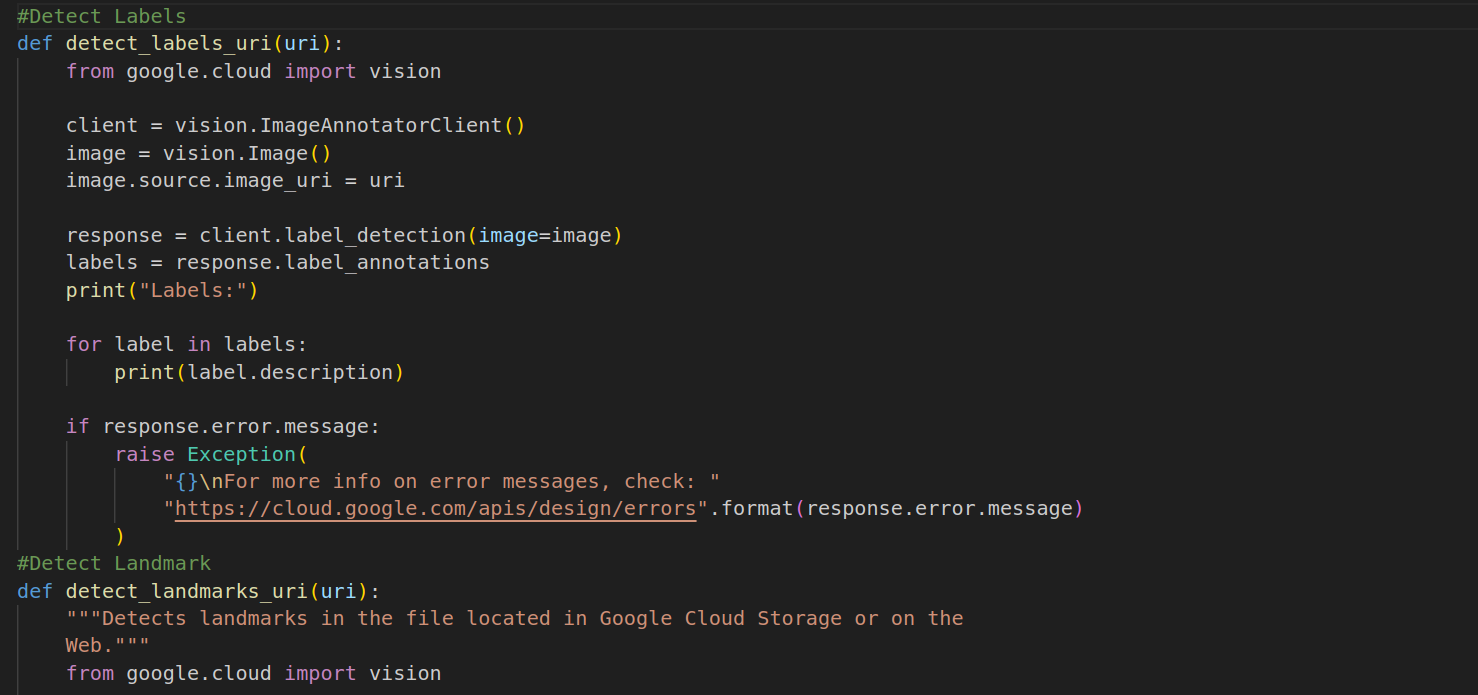 #Detect Labels
def detect_labels_uri(uri):
    from google.cloud import vision

    client = vision.ImageAnnotatorClient()
    image = vision.Image()
    image.source.image_uri = uri

    response = client.label_detection(image=image)
    labels = response.label_annotations
    print("Labels:")

    for label in labels:
        print(label.description)

    if response.error.message:
        raise Exception(
            "{}\nFor more info on error messages, check: "
            "https://cloud.google.com/apis/design/errors".format(response.error.message)
        )
#Detect Landmark
def detect_landmarks_uri(uri):
    """Detects landmarks in the file located in Google Cloud Storage or on the
    Web."""
    from google.cloud import vision